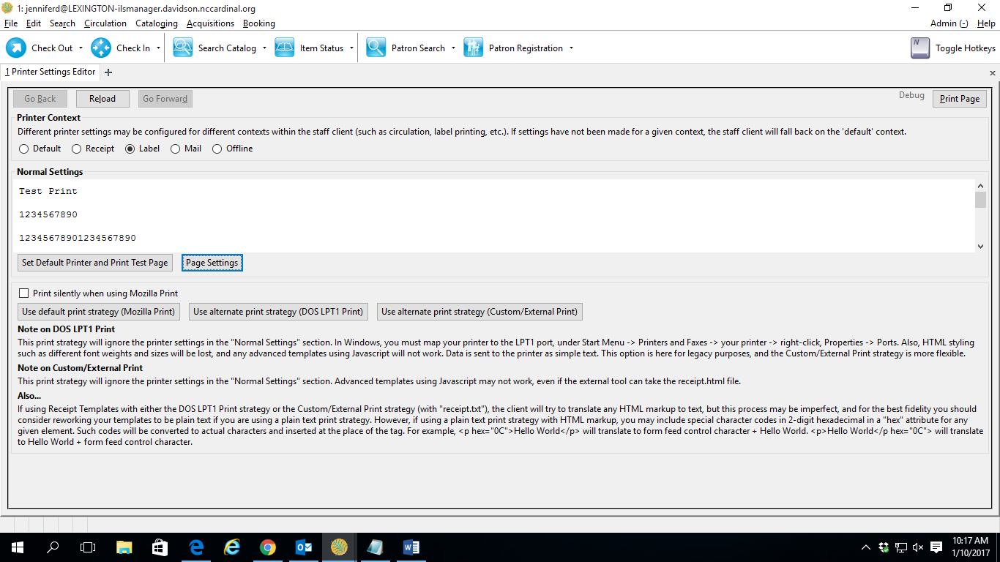 1: jenniferd@LEXINGTON-ilsmanager.davidson.nccardinal.org
File Edit Search Circulation Cataloging Acquisitions Booking Admin (-) Help
Check Out Check In Search Catalog Item Status Patron Search Patron Registration N Toggle Hotkeys
1 Printer Settings Editor
Go Back Reload Go Forward Debug Print Page
Printer Context
Different printer settings may be configured for different contexts within the staff client (such as circulation, label printing, etc.). If settings have not been made for a given context, the staff client will fall back on the 'default' context.
Default Receipt Label Mail Offline
Normal Settings
Test Print
1234567890
12345678901234567890
Set Default Printer and Print Test Page Page Settings
Print silently when using Mozilla Print
Use default print strategy (Mozilla Print) Use alternate print strategy (DOS LPT1 Print) Use alternate print strategy (Custom/External Print)
Note on DOS LPT1 Print
This print strategy will ignore the printer settings in the "Normal Settings" section. In Windows, you must map your printer to the LPT1 port, under Start Menu -> Printers and Faxes -> your printer -> right-click, Properties -> Ports. Also, HTML styling
such as different font weights and sizes will be lost, and any advanced templates using Javascript will not work. Data is sent to the printer as simple text. This option is here for legacy purposes, and the Custom/External Print strategy is more flexible.
Note on Custom/External Print
This print strategy will ignore the printer settings in the "Normal Settings" section. Advanced templates using Javascript may not work, even if the external tool can take the receipt.html file.
Also...
If using Receipt Templates with either the DOS LPT1 Print strategy or the Custom/External Print strategy (with "receipt.txt"), the client will try to translate any HTML markup to text, but this process may be imperfect, and for the best fidelity you should
consider reworking your templates to be plain text if you are using a plain text print strategy. However, if using a plain text print strategy with HTML markup, you may include special character codes in 2-digit hexadecimal in a "hex" attribute for any
given element. Such codes will be converted to actual characters and inserted at the place of the tag. For example, <p hex="0C">Hello World</p> will translate to form feed control character + Hello World. <p>Hello World</p hex="0C"> will translate
to Hello World + form feed control character.
10:17 AM
1/10/2017